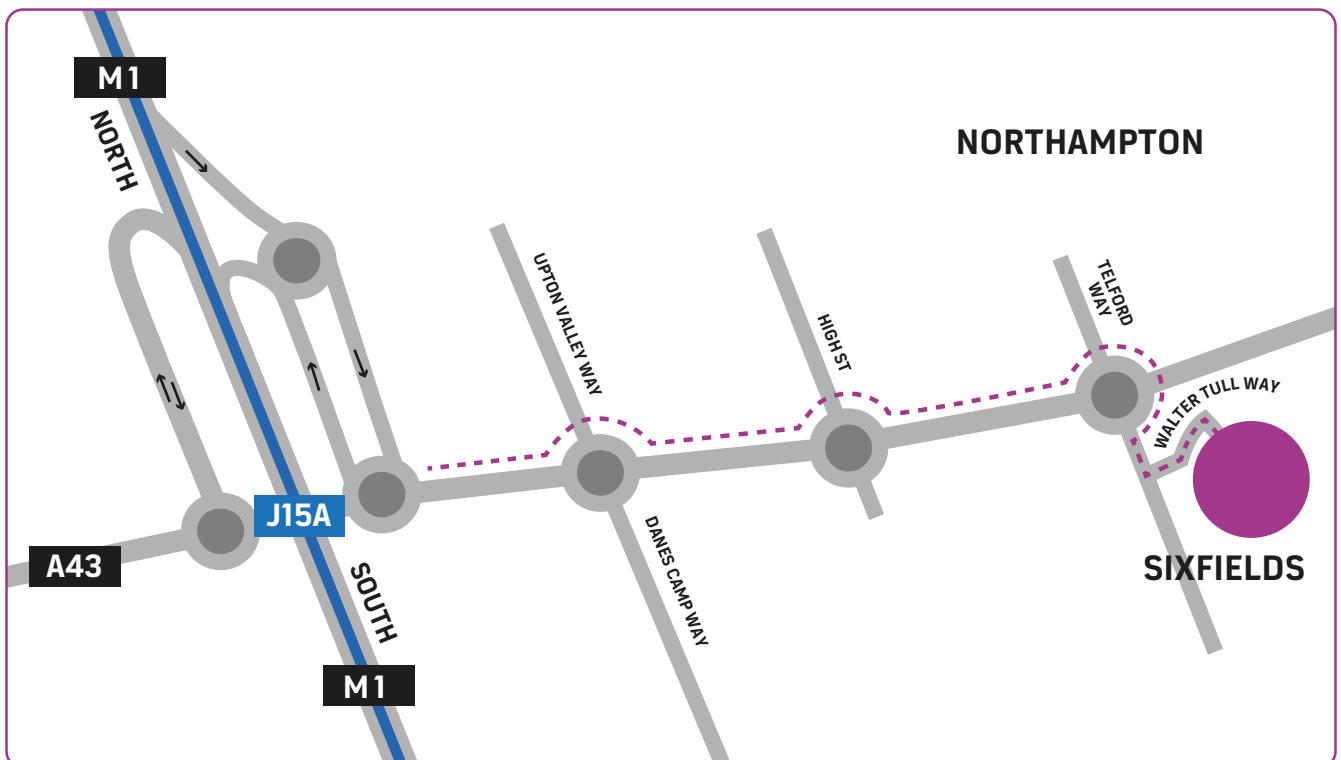 M1
NORTH
NORTHAMPTON
UPTON VALLEY WAY
HIGH ST
TELFORD
WAY
WALTER TULL WAY
J15A
A43
SOUTH
DANES CAMP WAY
SIXFIELDS
M1